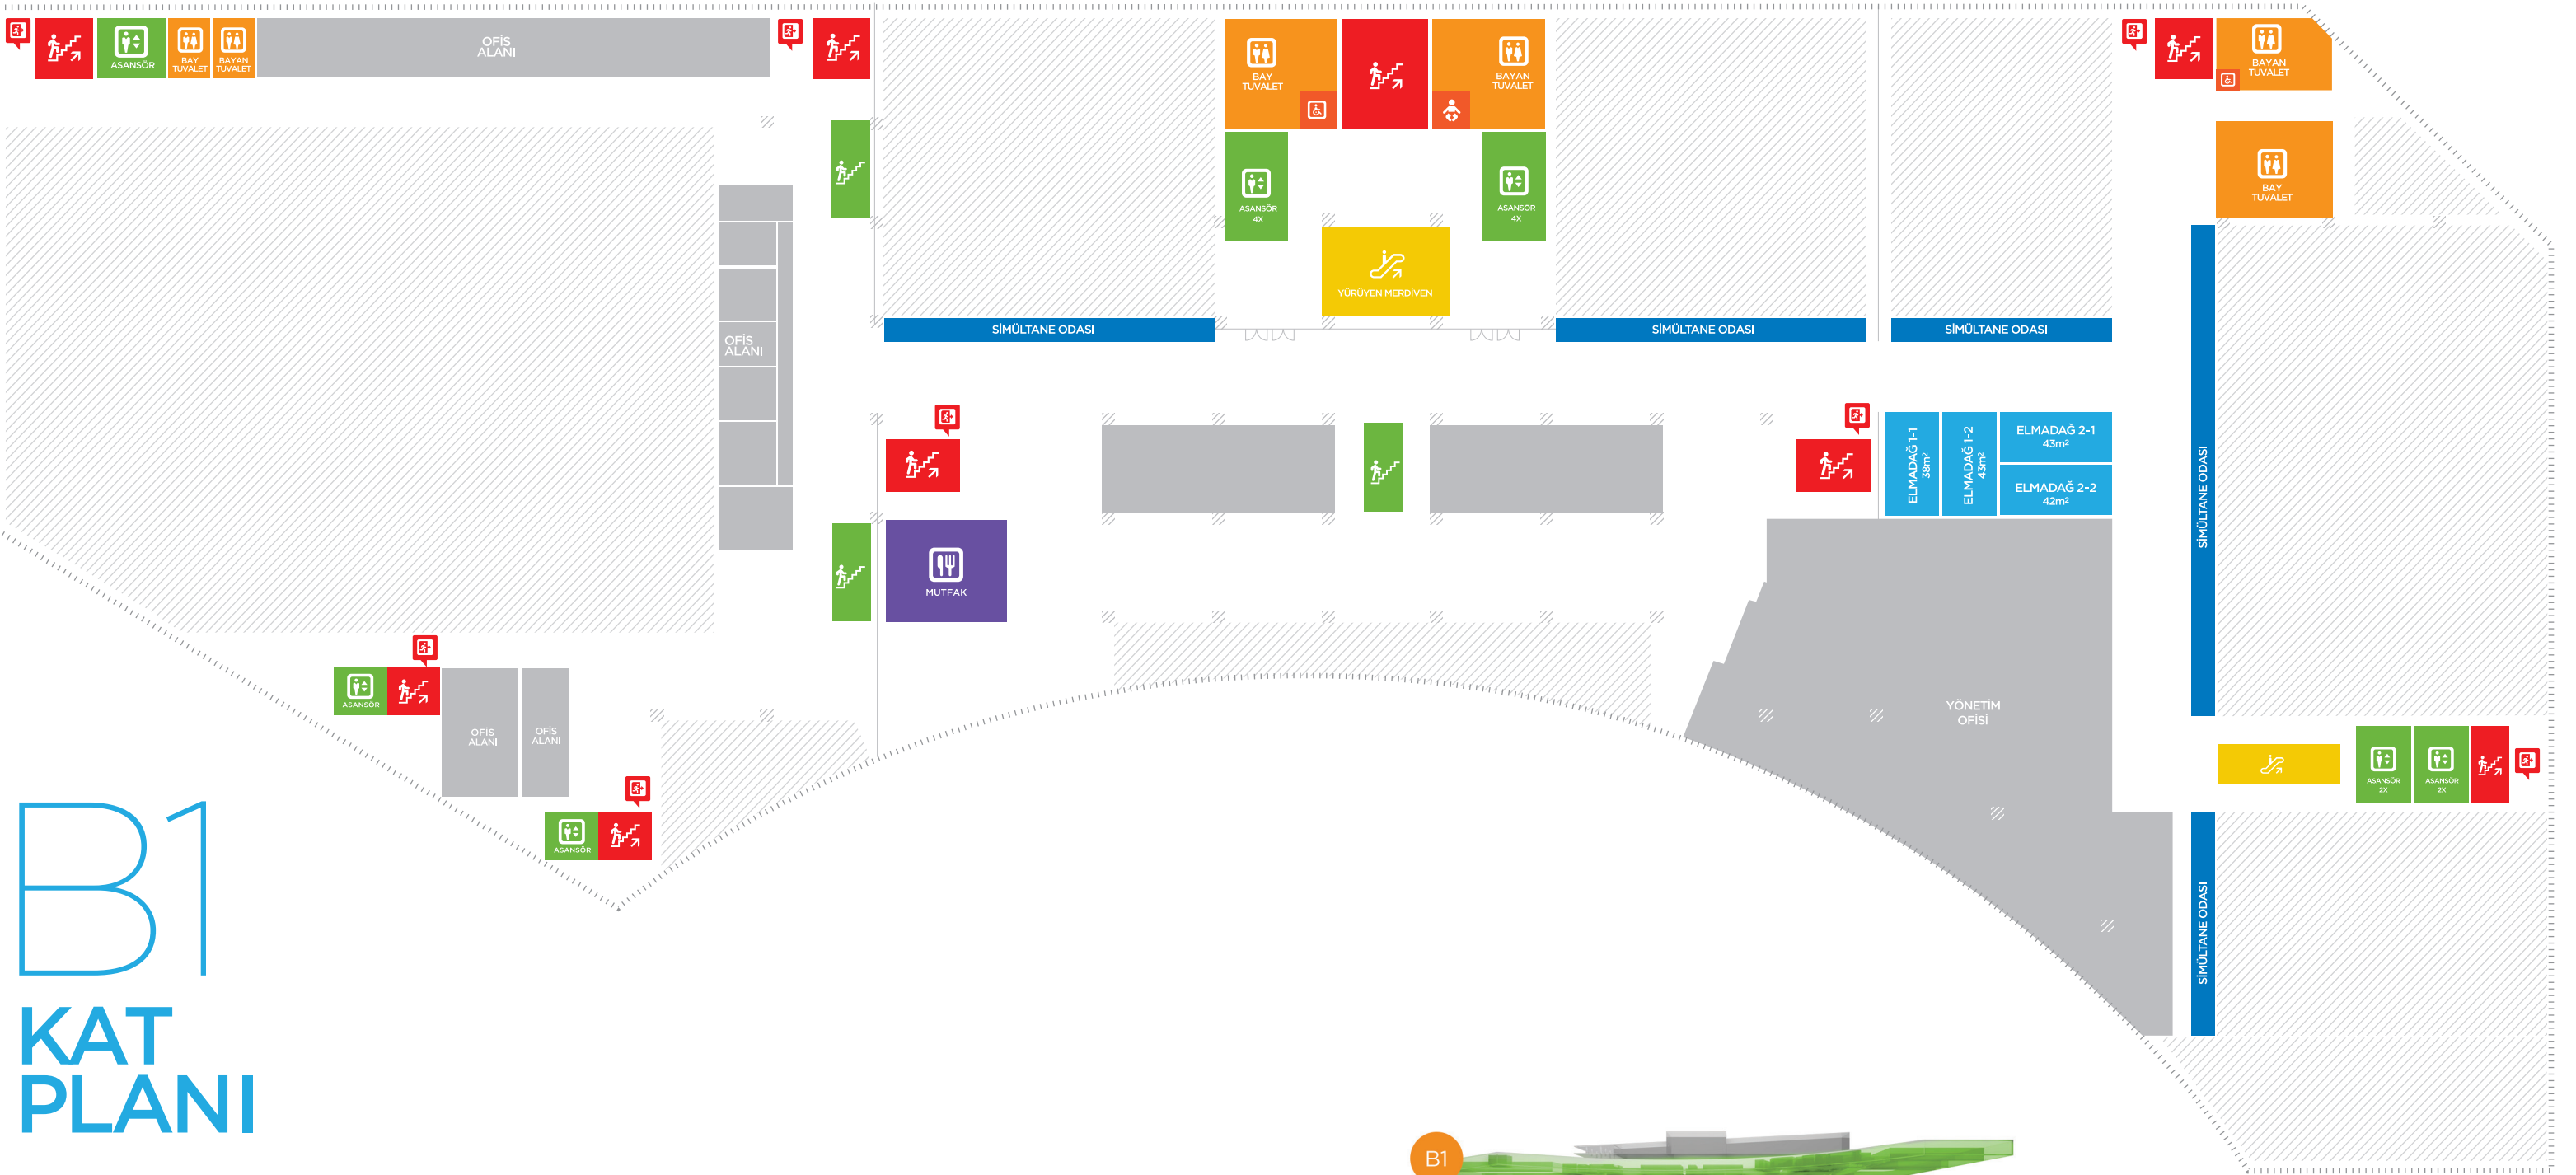 ASANSÖR
BAY
TUVALET
BAYAN
TUVALET
OFİS
ALANI
BAY
TUVALET
BAYAN
TUVALET
BAYAN
TUVALET
ASANSÖR
4X
ASANSÖR
4X
BAY
TUVALET
YÜRÜYEN MERDİVEN
SİMÜLTANE ODASI
SİMÜLTANE ODASI
SİMÜLTANE ODASI
OFİS
ALANI
ELMADAĞ 1-1
38m²
ELMADAĞ 1-2
43m²
ELMADAĞ 2-1
43m²
ELMADAĞ 2-2
42m²
SİMÜLTANE ODASI
MUTFAK
ASANSÖR
OFİS
ALANI
OFİS
ALANI
YÖNETİM
OFİSİ
ASANSÖR
2X
ASANSÖR
2X
ASANSÖR
SİMÜLTANE ODASI
B1
KAT
PLANI
B1